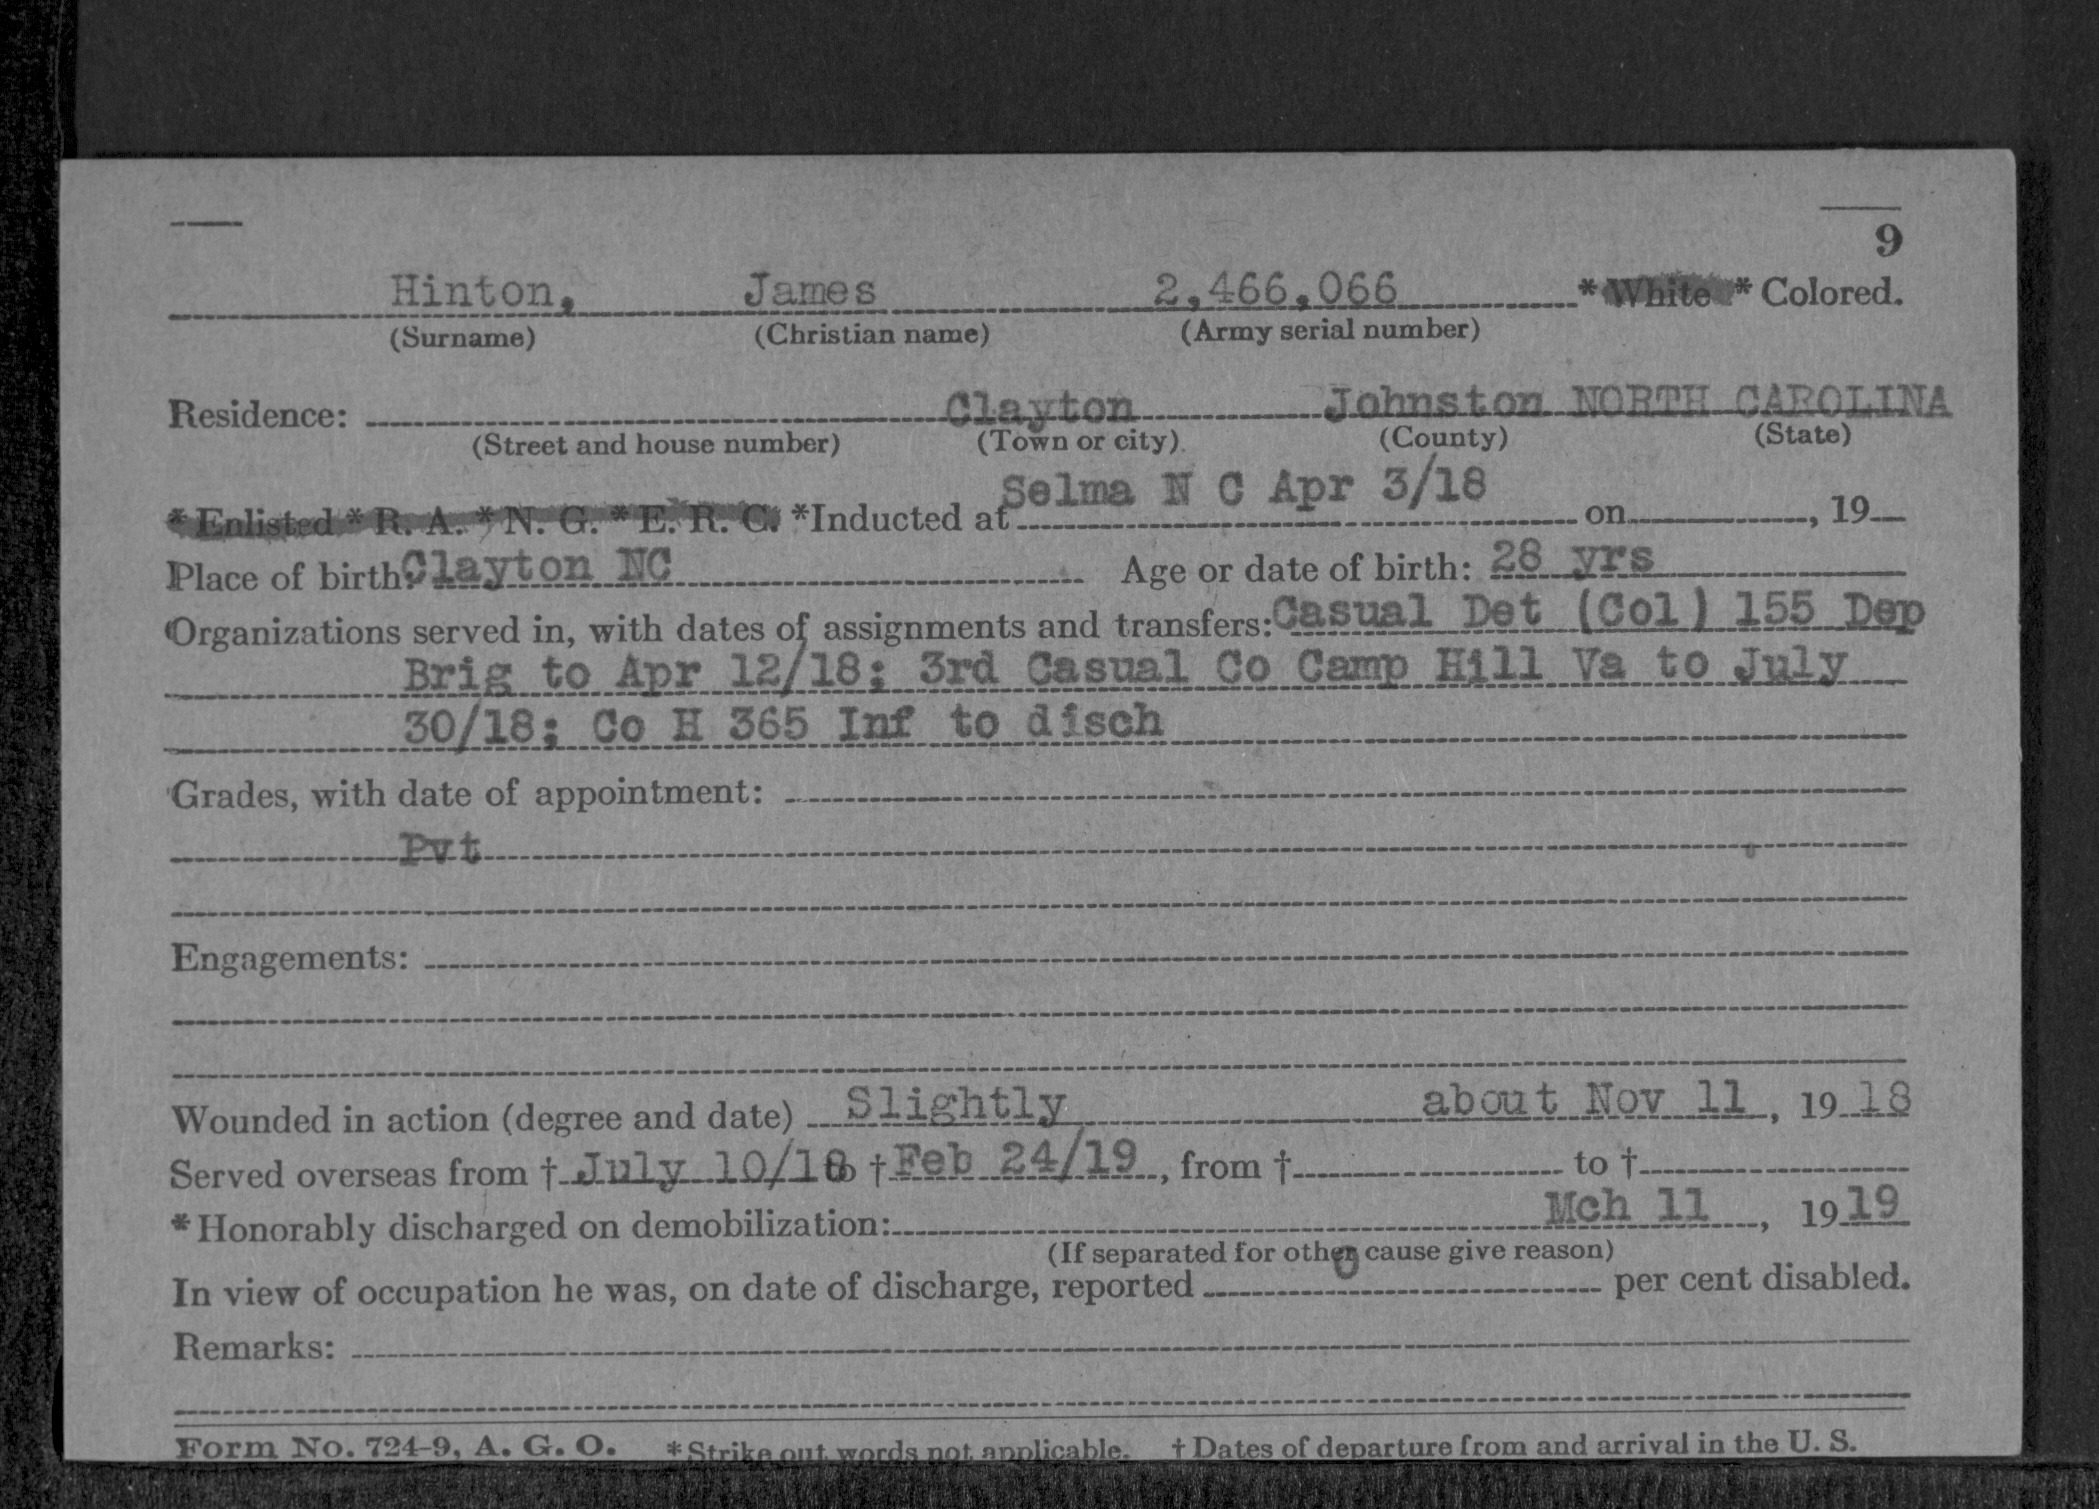 9
Hinton, James 2,466,066 * White * Colored.
(Surname) (Christian name) (Army serial number)
Residence: Clayton Johnston NORTH CAROLINA
(Street and house number) (Town or city) (County) (State)
* Enlisted * R. A. * N. G. * E. R. C. *Inducted at Selma N C Apr 3/18 on , 19
Place of birth: Clayton NC Age or date of birth: 28 yrs
Organizations served in, with dates of assignments and transfers: Casual Det (Col) 155 Dep
Brig to Apr 12/18; 3rd Casual Co Camp Hill Va to July
30/18; Co H 365 Inf to disch
Grades, with date of appointment:
Pvt
Engagements:
Wounded in action (degree and date) Slightly about Nov 11, 1918
Served overseas from † July 10/18 to † Feb 24/19, from † to †
* Honorably discharged on demobilization: Mch 11, 1919
(If separated for other cause give reason)
In view of occupation he was, on date of discharge, reported 0 per cent disabled.
Remarks:
Form No. 724-9, A. G. O. * Strike out words not applicable. † Dates of departure from and arrival in the U. S.